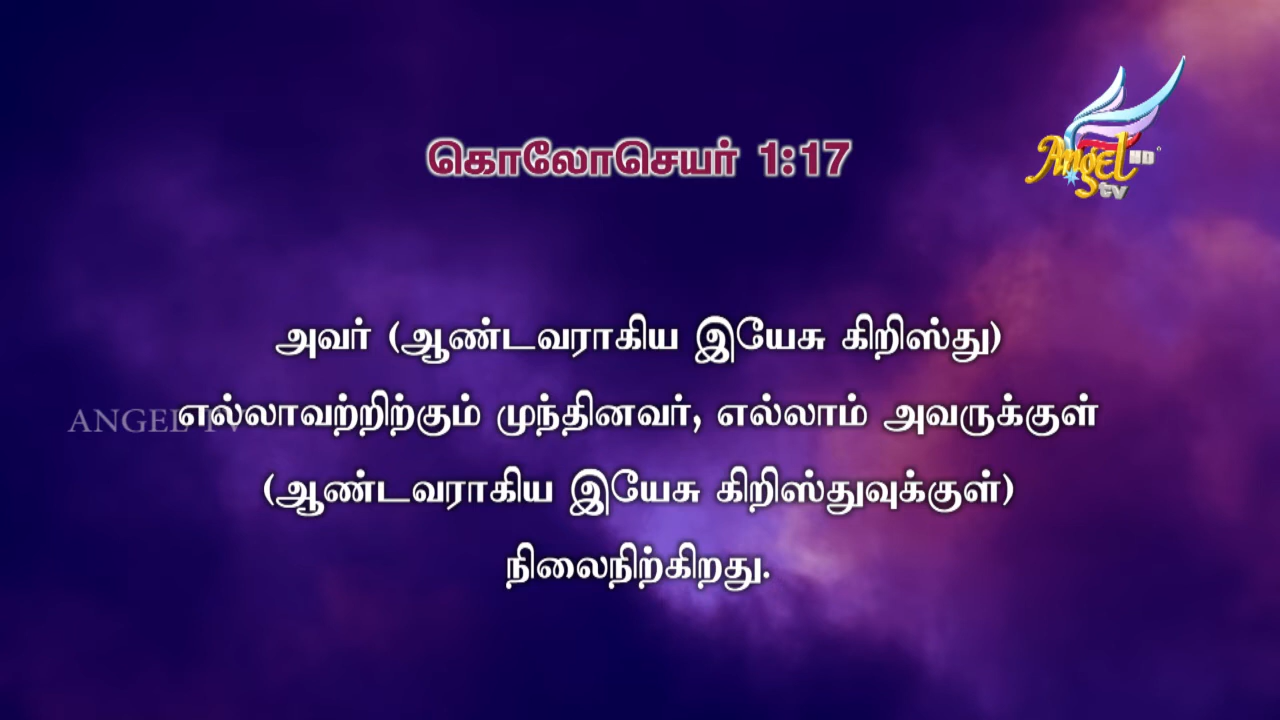 கொலோசெயர் 1:17
Angel HD
tv
அவர் (ஆண்டவராகிய இயேசு கிறிஸ்து)
ANGEL TV
எல்லாவற்றிற்கும் முந்தினவர், எல்லாம் அவருக்குள்
(ஆண்டவராகிய இயேசு கிறிஸ்துவுக்குள்)
நிலைநிற்கிறது.